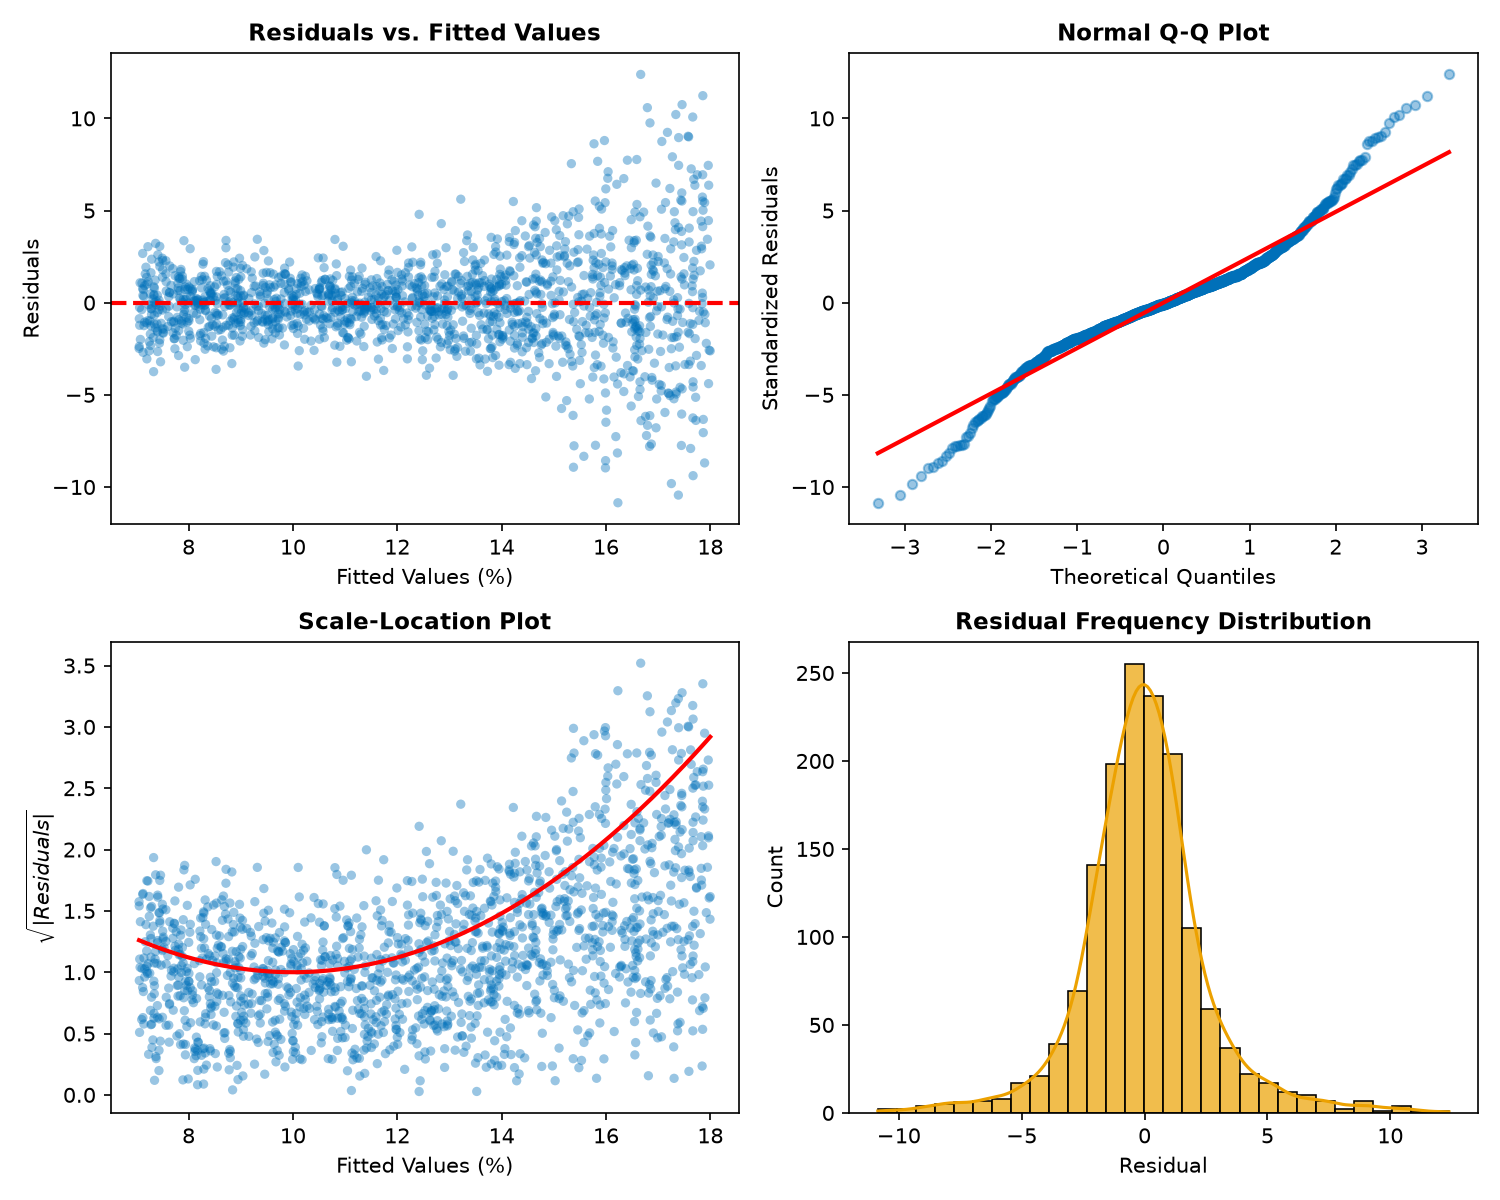 Residuals vs. Fitted Values
Residuals
10
5
0
−5
−10
8 10 12 14 16 18
Fitted Values (%)
Normal Q-Q Plot
Standardized Residuals
10
5
0
−5
−10
−3 −2 −1 0 1 2 3
Theoretical Quantiles
Scale-Location Plot
√|Residuals|
3.5
3.0
2.5
2.0
1.5
1.0
0.5
0.0
8 10 12 14 16 18
Fitted Values (%)
Residual Frequency Distribution
Count
250
200
150
100
50
0
−10 −5 0 5 10
Residual